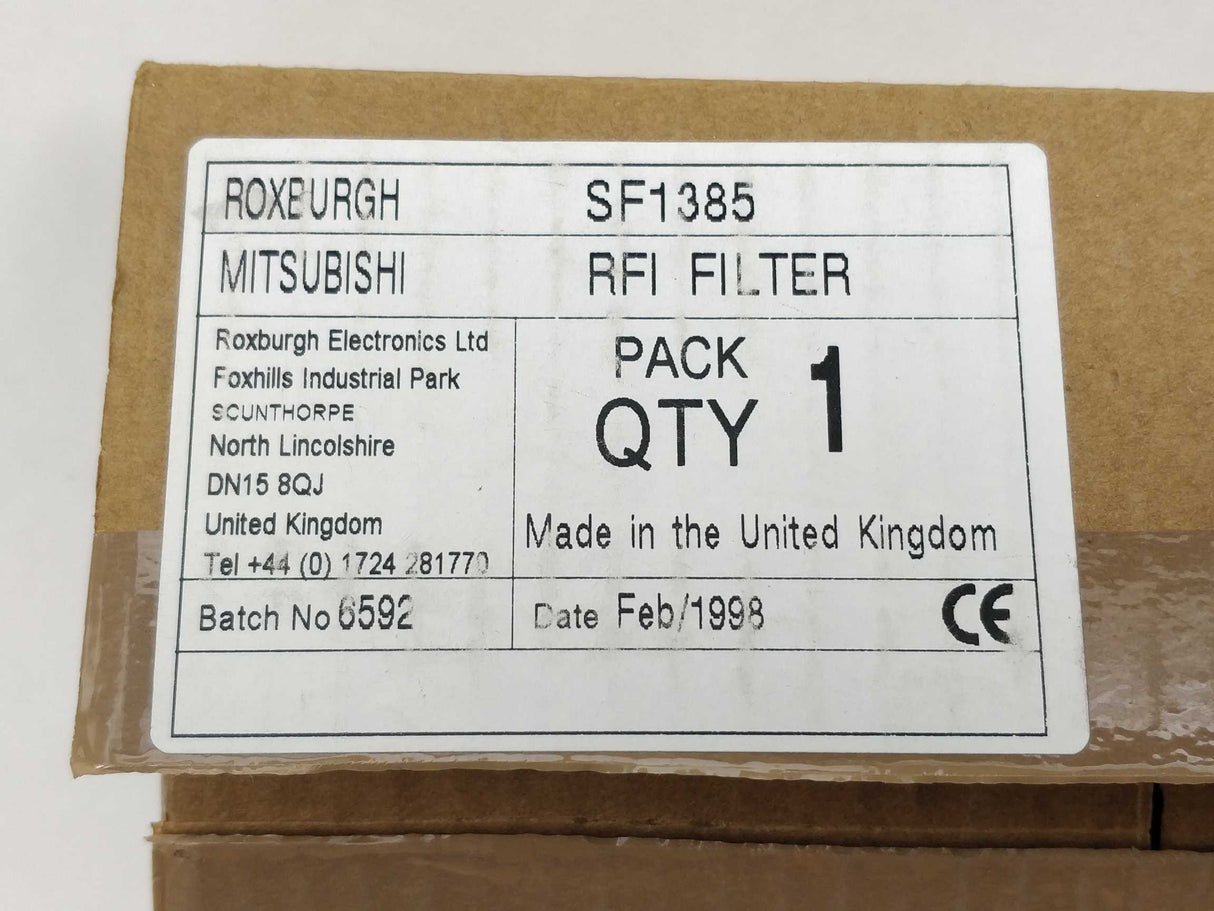 ROXBURGH SF1385
MITSUBISHI RFI FILTER
Roxburgh Electronics Ltd
Foxhills Industrial Park
SCUNTHORPE
North Lincolshire
DN15 8QJ
United Kingdom
Tel +44 (0) 1724 281770
PACK
QTY 1
Made in the United Kingdom
Batch No 6592
Date Feb/1998
CE